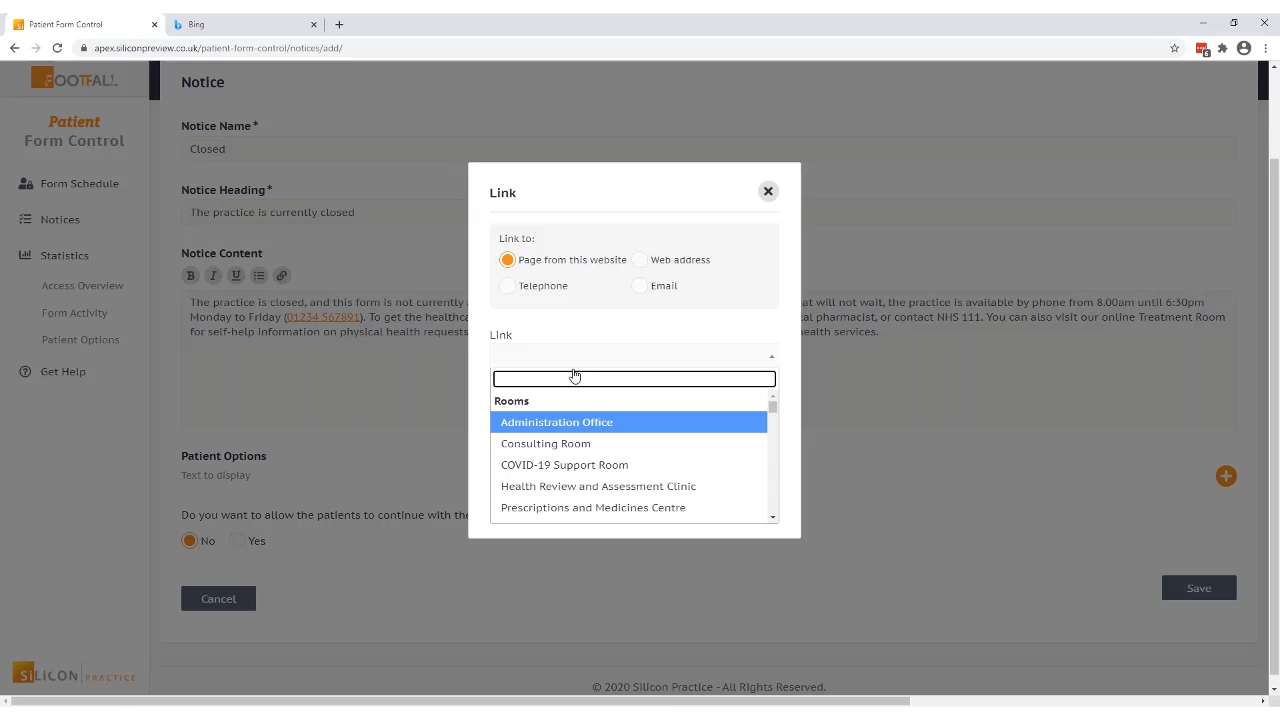 Patient Form Control
Bing
apex.siliconpreview.co.uk/patient-form-control/notices/add/
6
FOOTFALL
Patient
Form Control
Form Schedule
Notices
Statistics
Access Overview
Form Activity
Patient Options
Get Help
SiLiCON PRACTICE
Notice
Notice Name*
Closed
Notice Heading*
The practice is currently closed
Notice Content
B I U
The practice is closed, and this form is not currently a
at will not wait, the practice is available by phone from 8.00am until 6:30pm
Monday to Friday (01234 567891). To get the healthca
al pharmacist, or contact NHS 111. You can also visit our online Treatment Room
for self-help information on physical health requests
ealth services.
Patient Options
Text to display
Do you want to allow the patients to continue with the
No Yes
Cancel
Save
Link
Link to:
Page from this website Web address
Telephone Email
Link
Rooms
Administration Office
Consulting Room
COVID-19 Support Room
Health Review and Assessment Clinic
Prescriptions and Medicines Centre
© 2020 Silicon Practice - All Rights Reserved.